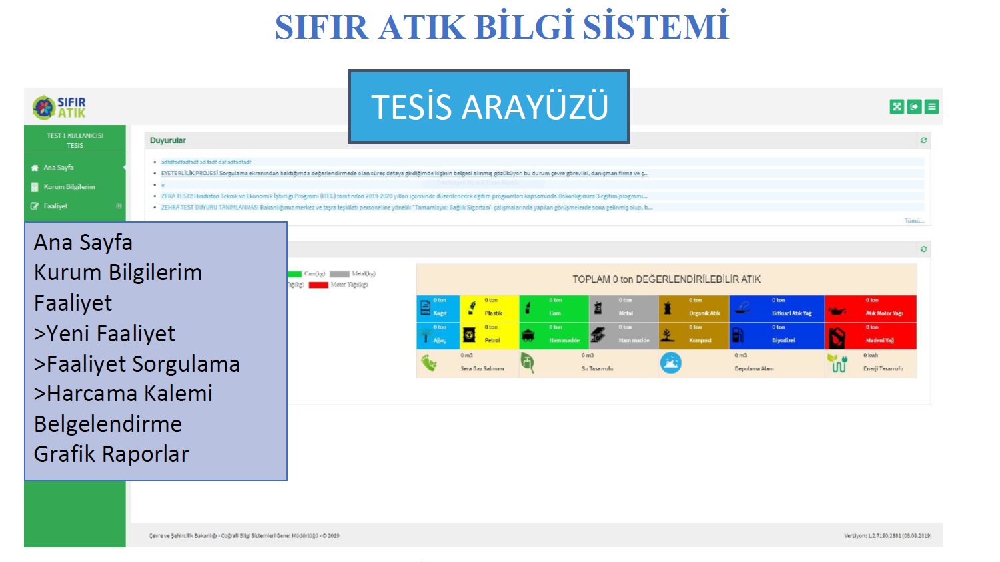 SIFIR ATIK BİLGİ SİSTEMİ
TESİS ARAYÜZÜ
SIFIR
ATIK
TEST 1 KULLANICISI
TESIS
Ana Sayfa
Kurum Bilgilerim
Faaliyet
Duyurular
sdfdfsdfsdfsdf sd fsdf dsf sdfsdfsdf
EYETERLİLİK PROJESİ Sorgulama ekranından baktığımda değerlendirmede olan süreç detaya girdiğimde kişinin belgesi alınmış gözüküyor. bu durum çevre görevlisi, danışman firma ve ç...
a
ZERA TEST2 Hindistan Teknik ve Ekonomik İşbirliği Programı (ITEC) tarafından 2019-2020 yılları içerisinde düzenlenecek eğitim programları kapsamında Bakanlığımıza 3 eğitim programı...
ZEHRA TEST DUYURU TANIMLANMASI Bakanlığımız merkez ve taşra teşkilatı personeline yönelik "Tamamlayıcı Sağlık Sigortası" çalışmalarında yapılan görüşmelerde sona gelinmiş olup, b...
Tümü...
Ana Sayfa
Kurum Bilgilerim
Faaliyet
>Yeni Faaliyet
>Faaliyet Sorgulama
>Harcama Kalemi
Belgelendirme
Grafik Raporlar
Cam(kg) Metal(kg)
Yağ(kg) Motor Yağı(kg)
TOPLAM 0 ton DEĞERLENDİRİLEBİLİR ATIK
0 ton 0 ton 0 ton 0 ton 0 ton 0 ton 0 ton
Kağıt Plastik Cam Metal Organik Atık Bitkisel Atık Yağ Atık Motor Yağı
0 ton 0 ton 0 ton 0 ton 0 ton 0 ton 0 ton
Ağaç Petrol Ham madde Ham madde Kompost Biyodizel Madeni Yağ
0 m3 0 m3 0 m3 0 kwh
Sera Gaz Salınımı Su Tasarrufu Depolama Alanı Enerji Tasarrufu
Çevre ve Şehircilik Bakanlığı - Coğrafi Bilgi Sistemleri Genel Müdürlüğü - © 2019
Versiyon: 1.2.7190.2881 (08.09.2019)